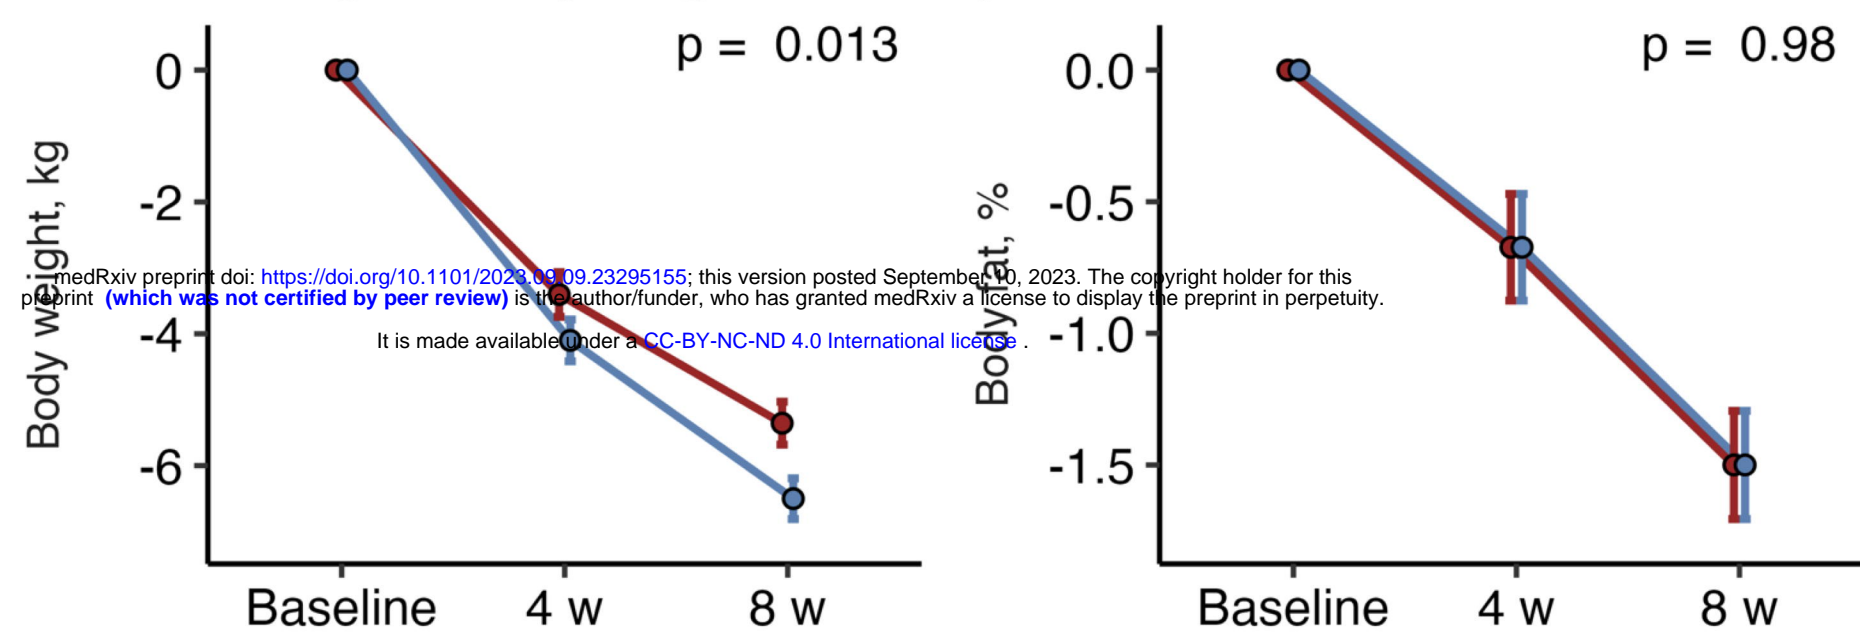 p = 0.013
0
-2
-4
-6
Body weight, kg
Baseline 4 w 8 w
p = 0.98
0.0
-0.5
-1.0
-1.5
Body fat, %
Baseline 4 w 8 w
medRxiv preprint doi: https://doi.org/10.1101/2023.09.09.23295155; this version posted September 10, 2023. The copyright holder for this
preprint (which was not certified by peer review) is the author/funder, who has granted medRxiv a license to display the preprint in perpetuity.
It is made available under a CC-BY-NC-ND 4.0 International license .